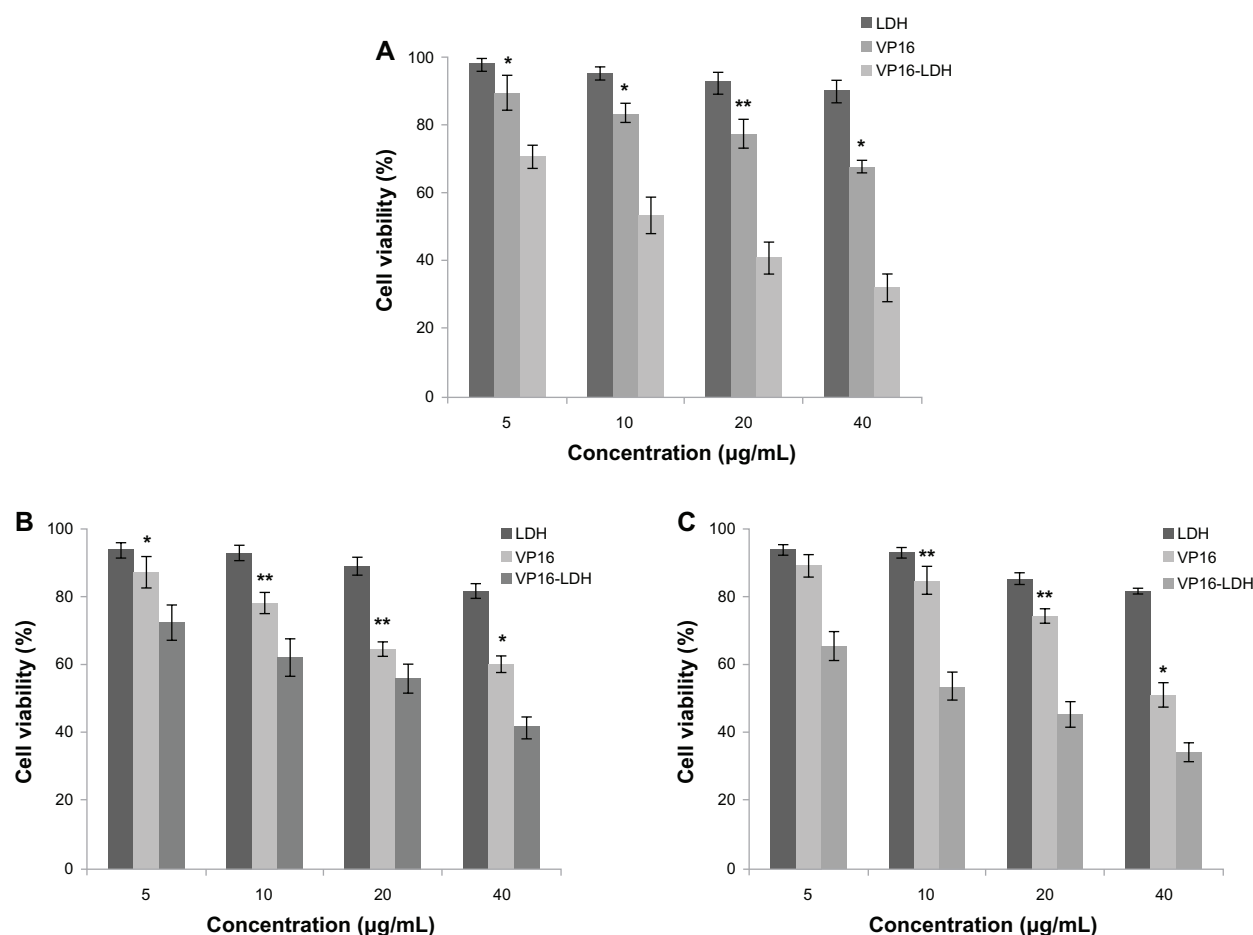 A
LDH
VP16
VP16-LDH
Cell viability (%)
100
80
60
40
20
0
*
*
**
*
5 10 20 40
Concentration (µg/mL)
B
LDH
VP16
VP16-LDH
Cell viability (%)
100
80
60
40
20
0
*
**
**
*
5 10 20 40
Concentration (µg/mL)
C
LDH
VP16
VP16-LDH
Cell viability (%)
100
80
60
40
20
0
**
**
*
5 10 20 40
Concentration (µg/mL)